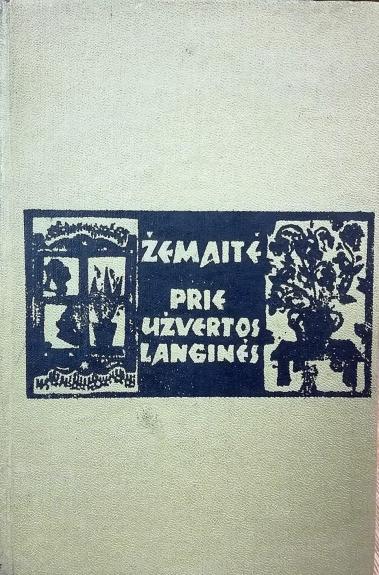 ŽEMAITĖ
PRIE
UŽVERTOS
LANGINĖS